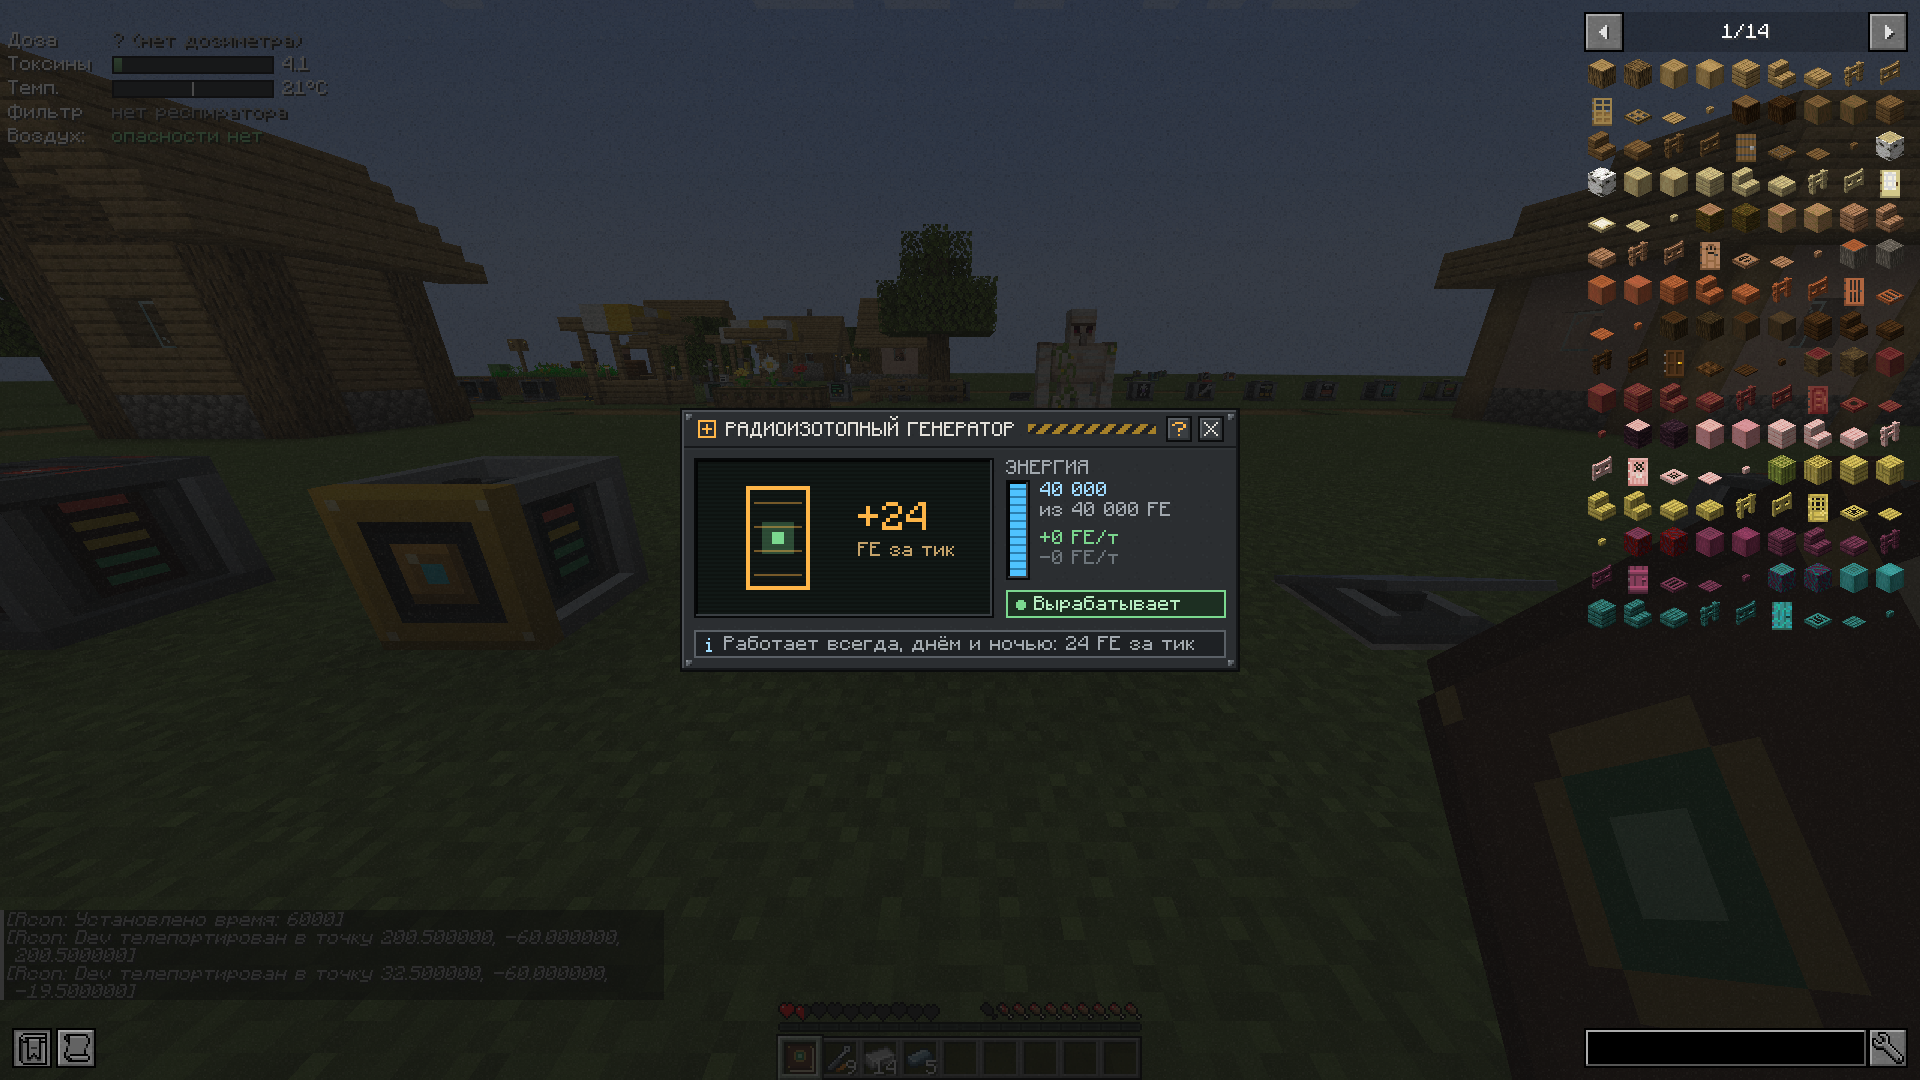 Доза ? (нет дозиметра)
Токсины 4.1
Темп. 21°C
Фильтр нет респиратора
Воздух: опасности нет
1/14
РАДИОИЗОТОПНЫЙ ГЕНЕРАТОР ?
+24
FE за тик
ЭНЕРГИЯ
40 000
из 40 000 FE
+0 FE/т
-0 FE/т
Вырабатывает
i Работает всегда, днём и ночью: 24 FE за тик
[Rcon: Установлено время: 6000]
[Rcon: Dev телепортирован в точку 200.500000, -60.000000,
200.500000]
[Rcon: Dev телепортирован в точку 32.500000, -60.000000,
-19.500000]
9 14 5